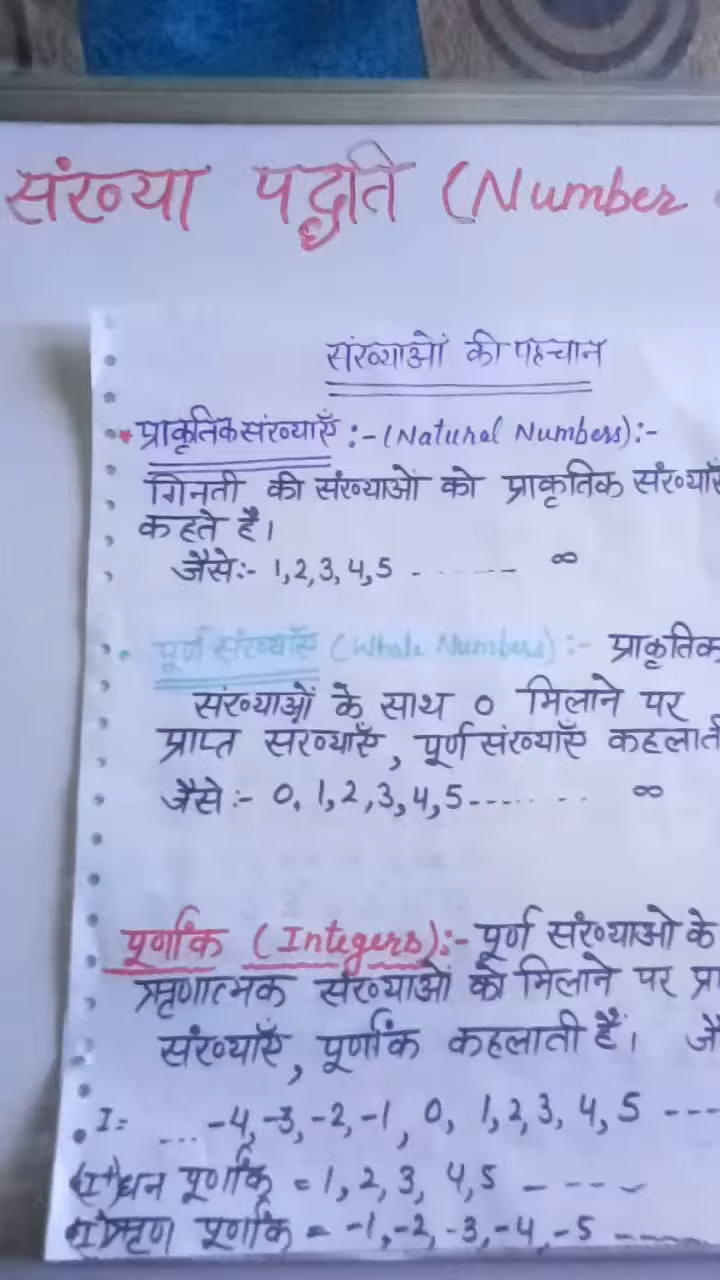 संख्या पद्धति (Number
संख्याओं की पहचान
* प्राकृतिक संख्याएँ :- (Natural Numbers):-
गिनती की संख्याओं को प्राकृतिक संख्याएँ
कहते है।
जैसे:- 1,2,3,4,5 ........ ∞
पूर्ण संख्याएँ (Whole Numbers):- प्राकृतिक
संख्याओं के साथ 0 मिलाने पर
प्राप्त संख्याएँ, पूर्ण संख्याएँ कहलात
जैसे:- 0,1,2,3,4,5........ ∞
पूर्णांक (Integers):- पूर्ण संख्याओ के
ऋणात्मक संख्याओं को मिलाने पर प्रा
संख्याएँ, पूर्णांक कहलाती हैं। जै
I= ... -4,-3,-2,-1, 0, 1,2,3, 4, 5 ----
(I+) धन पूर्णांक = 1, 2, 3, 4,5 -----
(I-) ऋण पूर्णांक = -1,-2,-3,-4,-5 -----